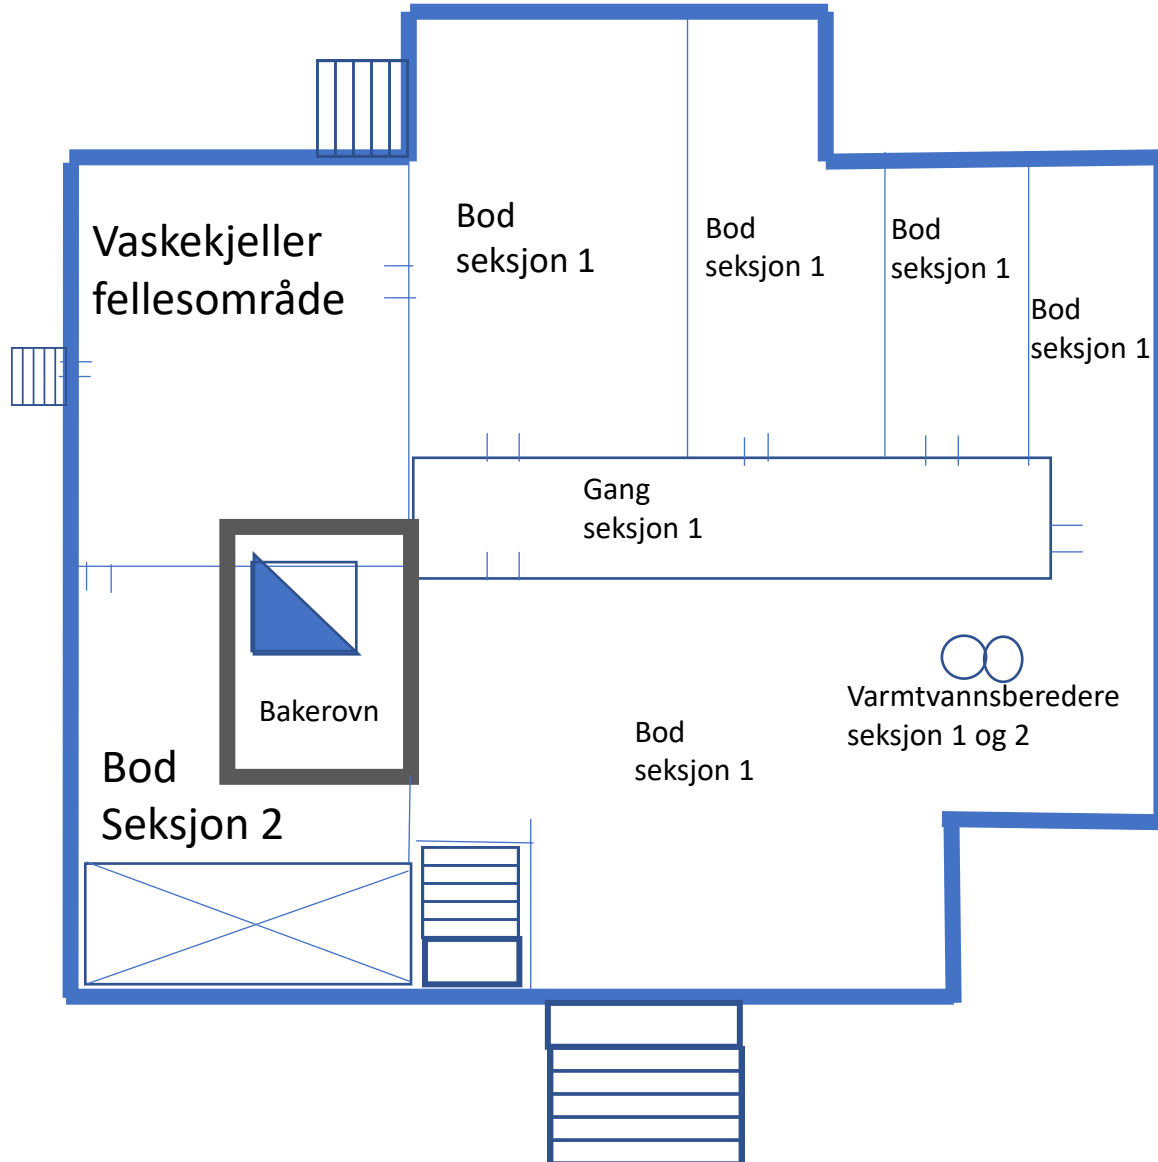 Vaskekjeller
fellesområde
Bod
seksjon 1
Bod
seksjon 1
Bod
seksjon 1
Bod
seksjon 1
Gang
seksjon 1
Bakerovn
Varmtvannsberedere
seksjon 1 og 2
Bod
seksjon 1
Bod
Seksjon 2